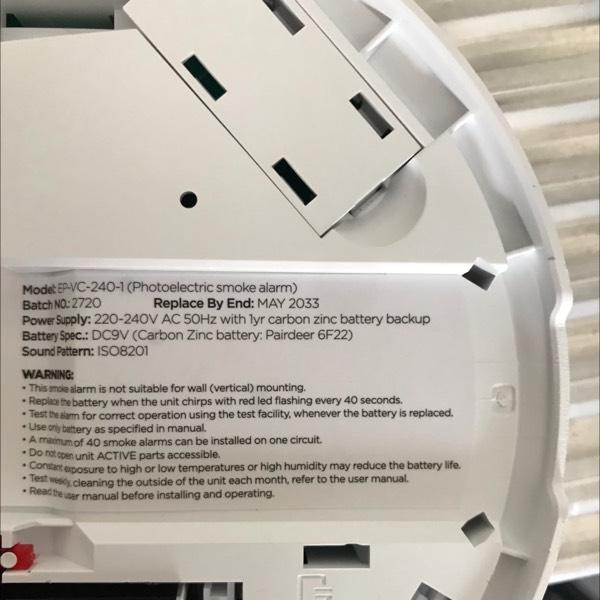 Model: EP-VC-240-1 (Photoelectric smoke alarm)
Batch NO.: 2720 Replace By End: MAY 2033
Power Supply: 220-240V AC 50Hz with 1yr carbon zinc battery backup
Battery Spec.: DC9V (Carbon Zinc battery: Pairdeer 6F22)
Sound Pattern: ISO8201
WARNING:
• This smoke alarm is not suitable for wall (vertical) mounting.
• Replace the battery when the unit chirps with red led flashing every 40 seconds.
• Test the alarm for correct operation using the test facility, whenever the battery is replaced.
• Use only battery as specified in manual.
• A maximum of 40 smoke alarms can be installed on one circuit.
• Do not open unit ACTIVE parts accessible.
• Constant exposure to high or low temperatures or high humidity may reduce the battery life.
• Test weekly, cleaning the outside of the unit each month, refer to the user manual.
• Read the user manual before installing and operating.